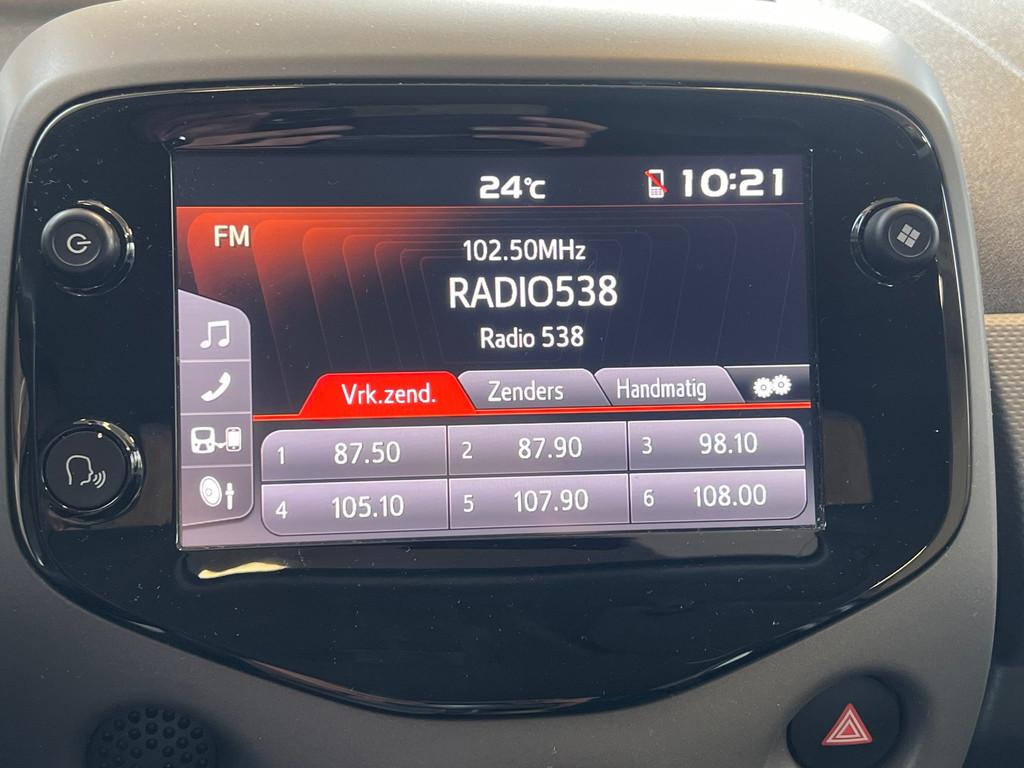 24°C 10:21
FM
102.50MHz
RADIO538
Radio 538
Vrk.zend. Zenders Handmatig
1 87.50 2 87.90 3 98.10
4 105.10 5 107.90 6 108.00